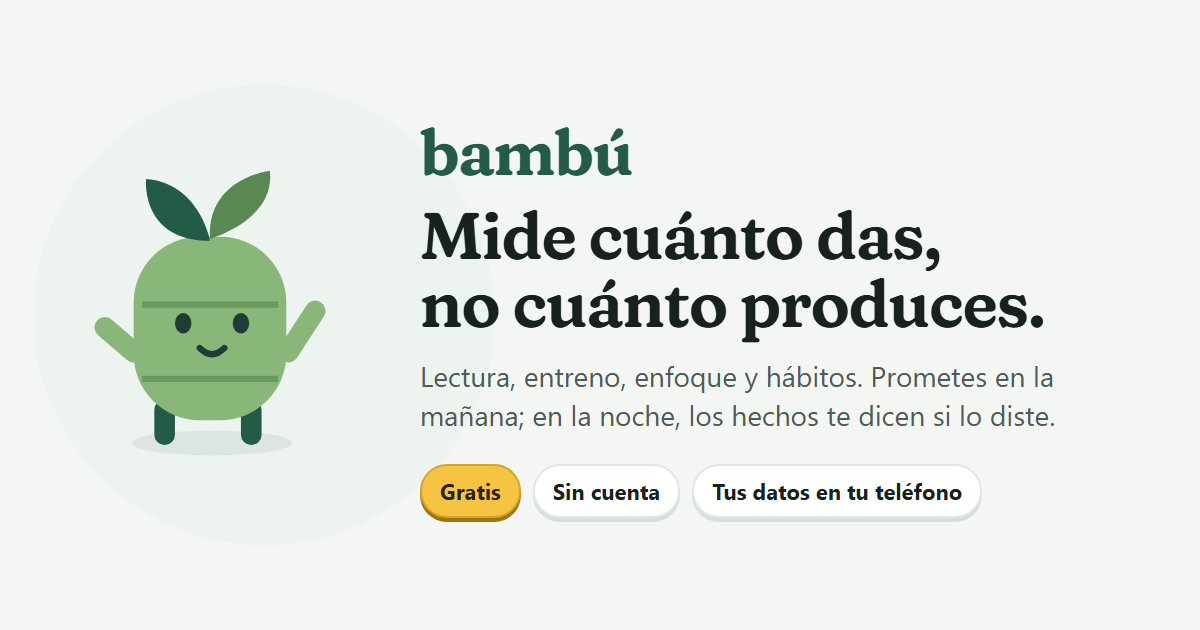 bambú
Mide cuánto das,
no cuánto produces.
Lectura, entreno, enfoque y hábitos. Prometes en la
mañana; en la noche, los hechos te dicen si lo diste.
Gratis
Sin cuenta
Tus datos en tu teléfono